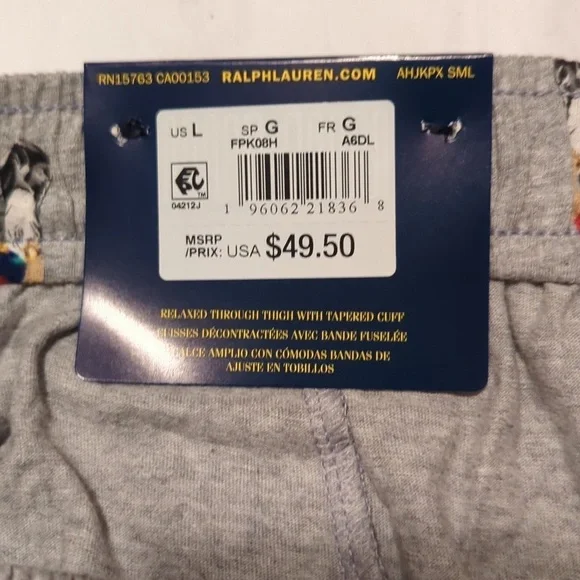 RN15763 CA00153 RALPHLAUREN.COM AHJKPX SML
US L SP G FR G
FPK08H A6DL
04212J
1 96062 21836 8
MSRP
/PRIX: USA $49.50
RELAXED THROUGH THIGH WITH TAPERED CUFF
CUISSES DÉCONTRACTÉES AVEC BANDE FUSELÉE
CALCE AMPLIO CON CÓMODAS BANDAS DE
AJUSTE EN TOBILLOS